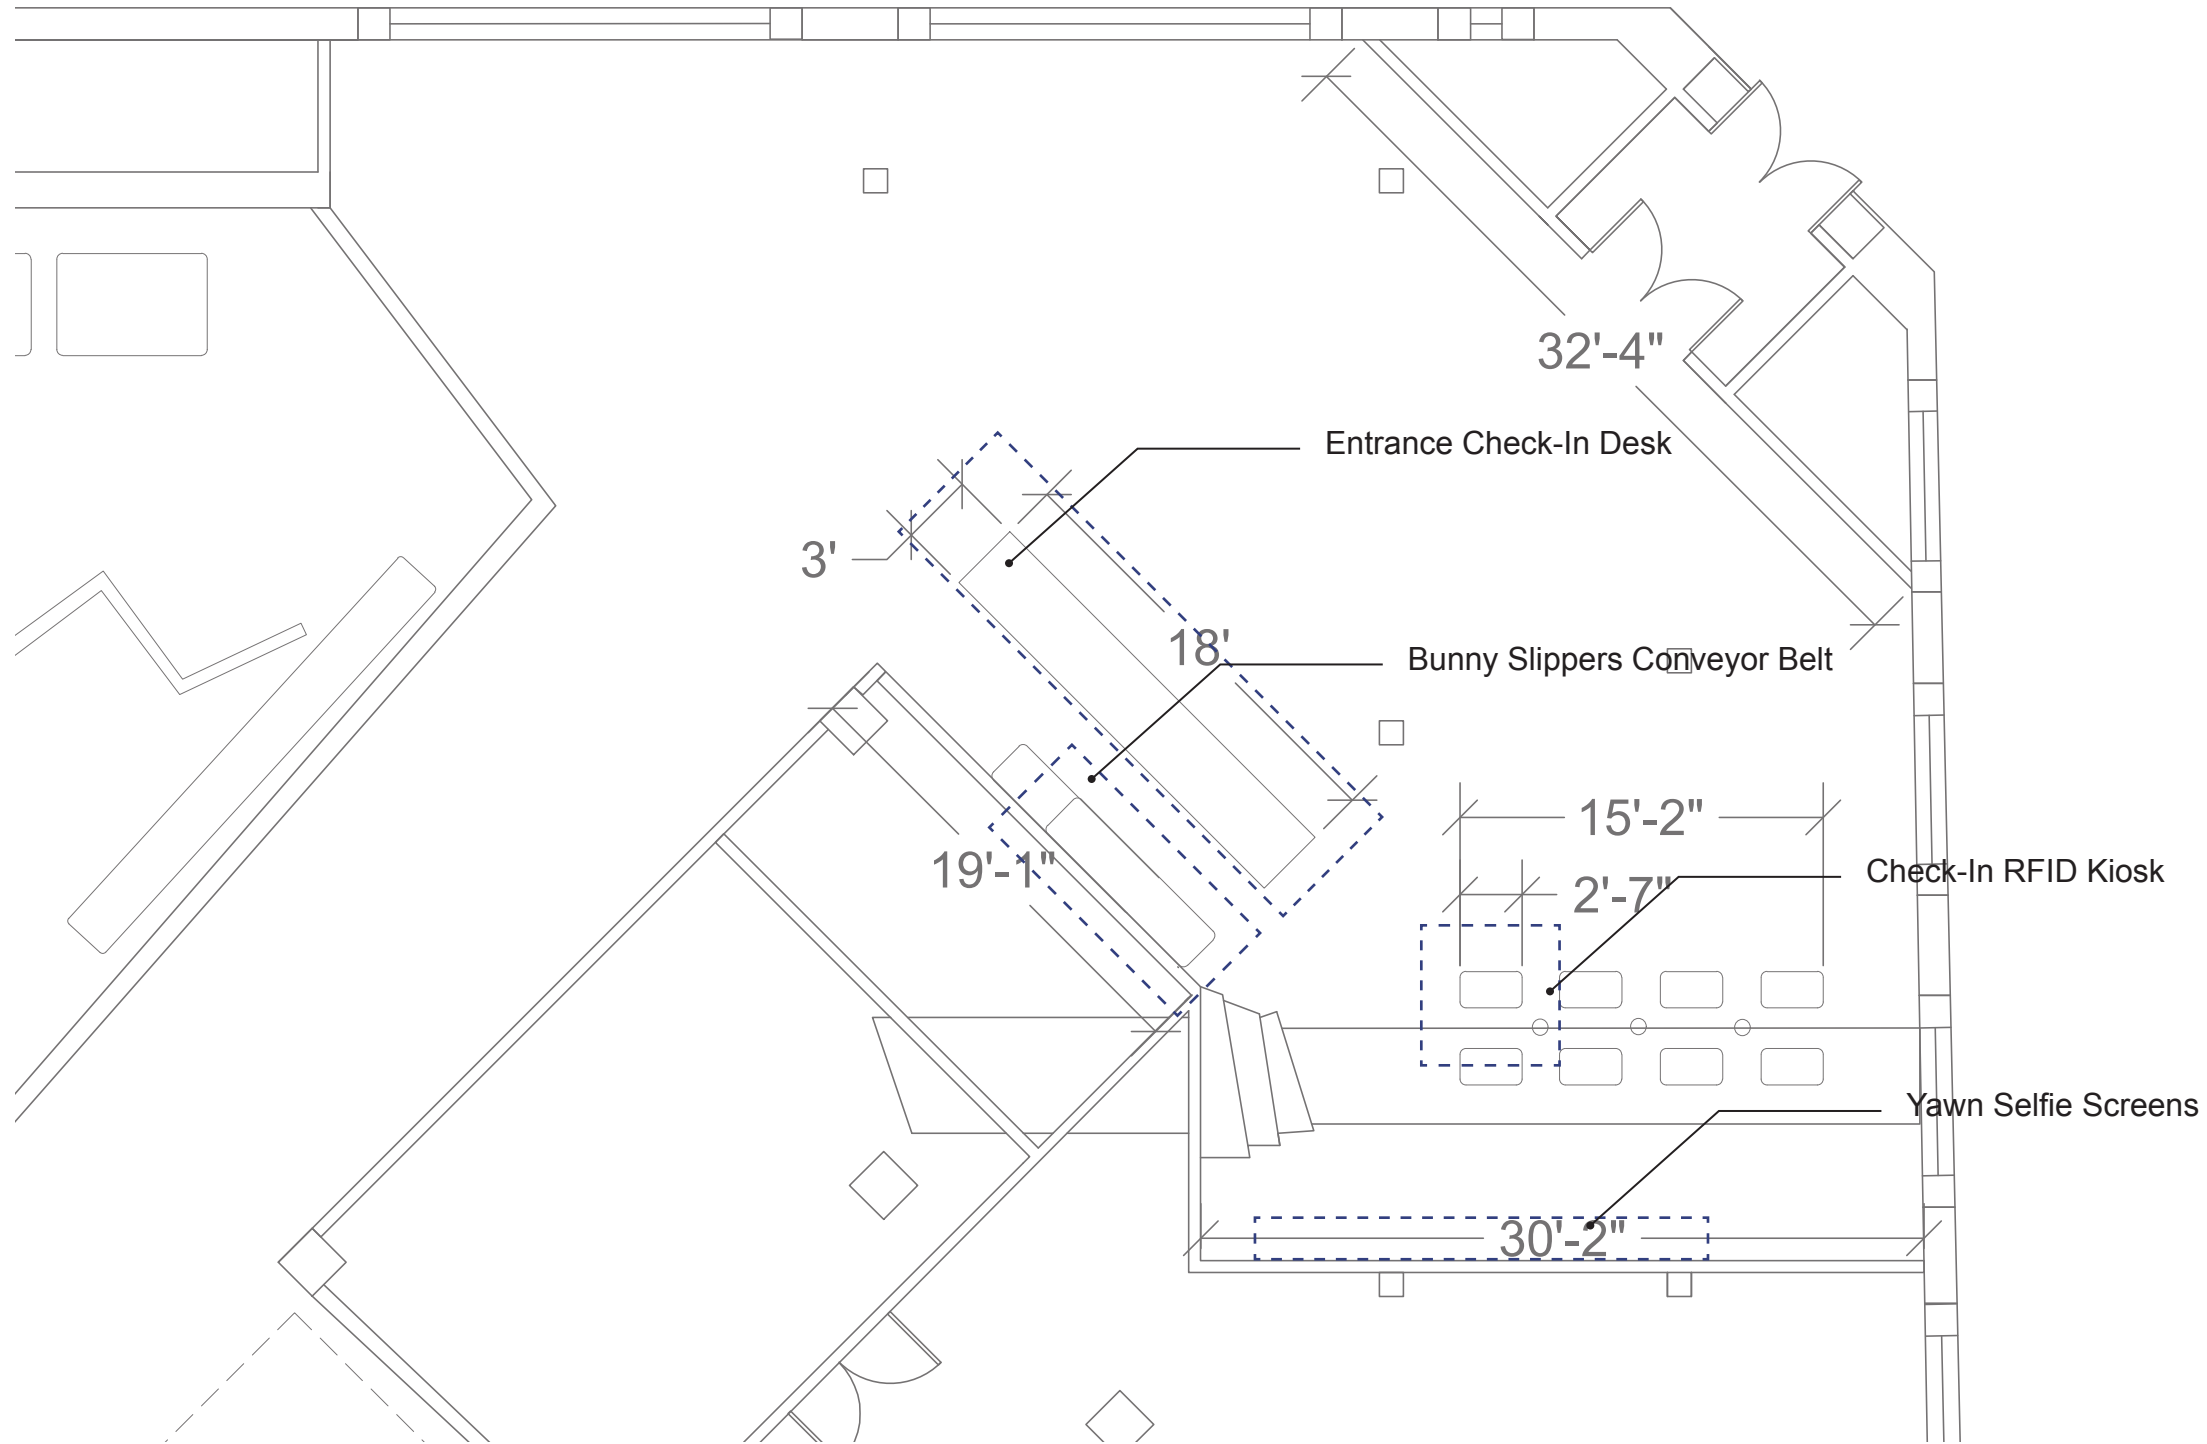 32'-4"
Entrance Check-In Desk
3'
18'
Bunny Slippers Conveyor Belt
15'-2"
19'-1"
Check-In RFID Kiosk
2'-7"
Yawn Selfie Screens
30'-2"